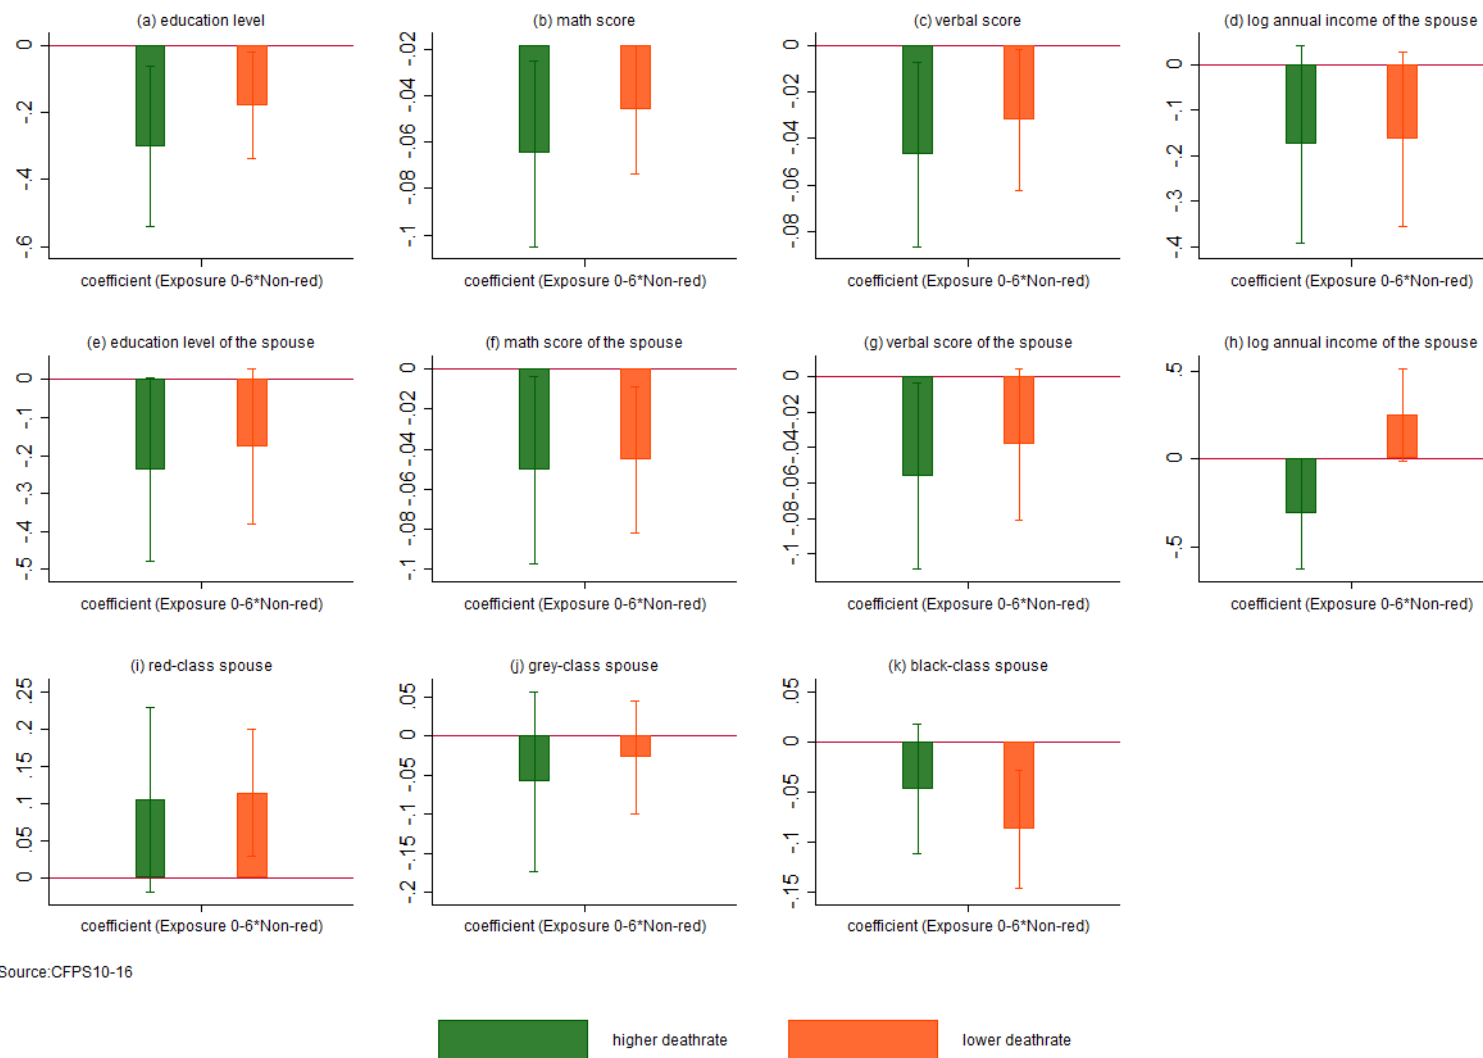 (a) education level
(b) math score
(c) verbal score
(d) log annual income of the spouse
0
-.2
-.4
-.6
-.02
-.04
-.06
-.08
-.1
0
-.02
-.04
-.06
-.08
0
-.1
-.2
-.3
-.4
coefficient (Exposure 0-6*Non-red)
coefficient (Exposure 0-6*Non-red)
coefficient (Exposure 0-6*Non-red)
coefficient (Exposure 0-6*Non-red)
(e) education level of the spouse
(f) math score of the spouse
(g) verbal score of the spouse
(h) log annual income of the spouse
0
-.1
-.2
-.3
-.4
-.5
0
-.02
-.04
-.06
-.08
-.1
0
-.02
-.04
-.06
-.08
-.1
.5
0
-.5
coefficient (Exposure 0-6*Non-red)
coefficient (Exposure 0-6*Non-red)
coefficient (Exposure 0-6*Non-red)
coefficient (Exposure 0-6*Non-red)
(i) red-class spouse
(j) grey-class spouse
(k) black-class spouse
.25
.2
.15
.1
.05
0
.05
0
-.05
-.1
-.15
-.2
.05
0
-.05
-.1
-.15
coefficient (Exposure 0-6*Non-red)
coefficient (Exposure 0-6*Non-red)
coefficient (Exposure 0-6*Non-red)
Source:CFPS10-16
higher deathrate
lower deathrate